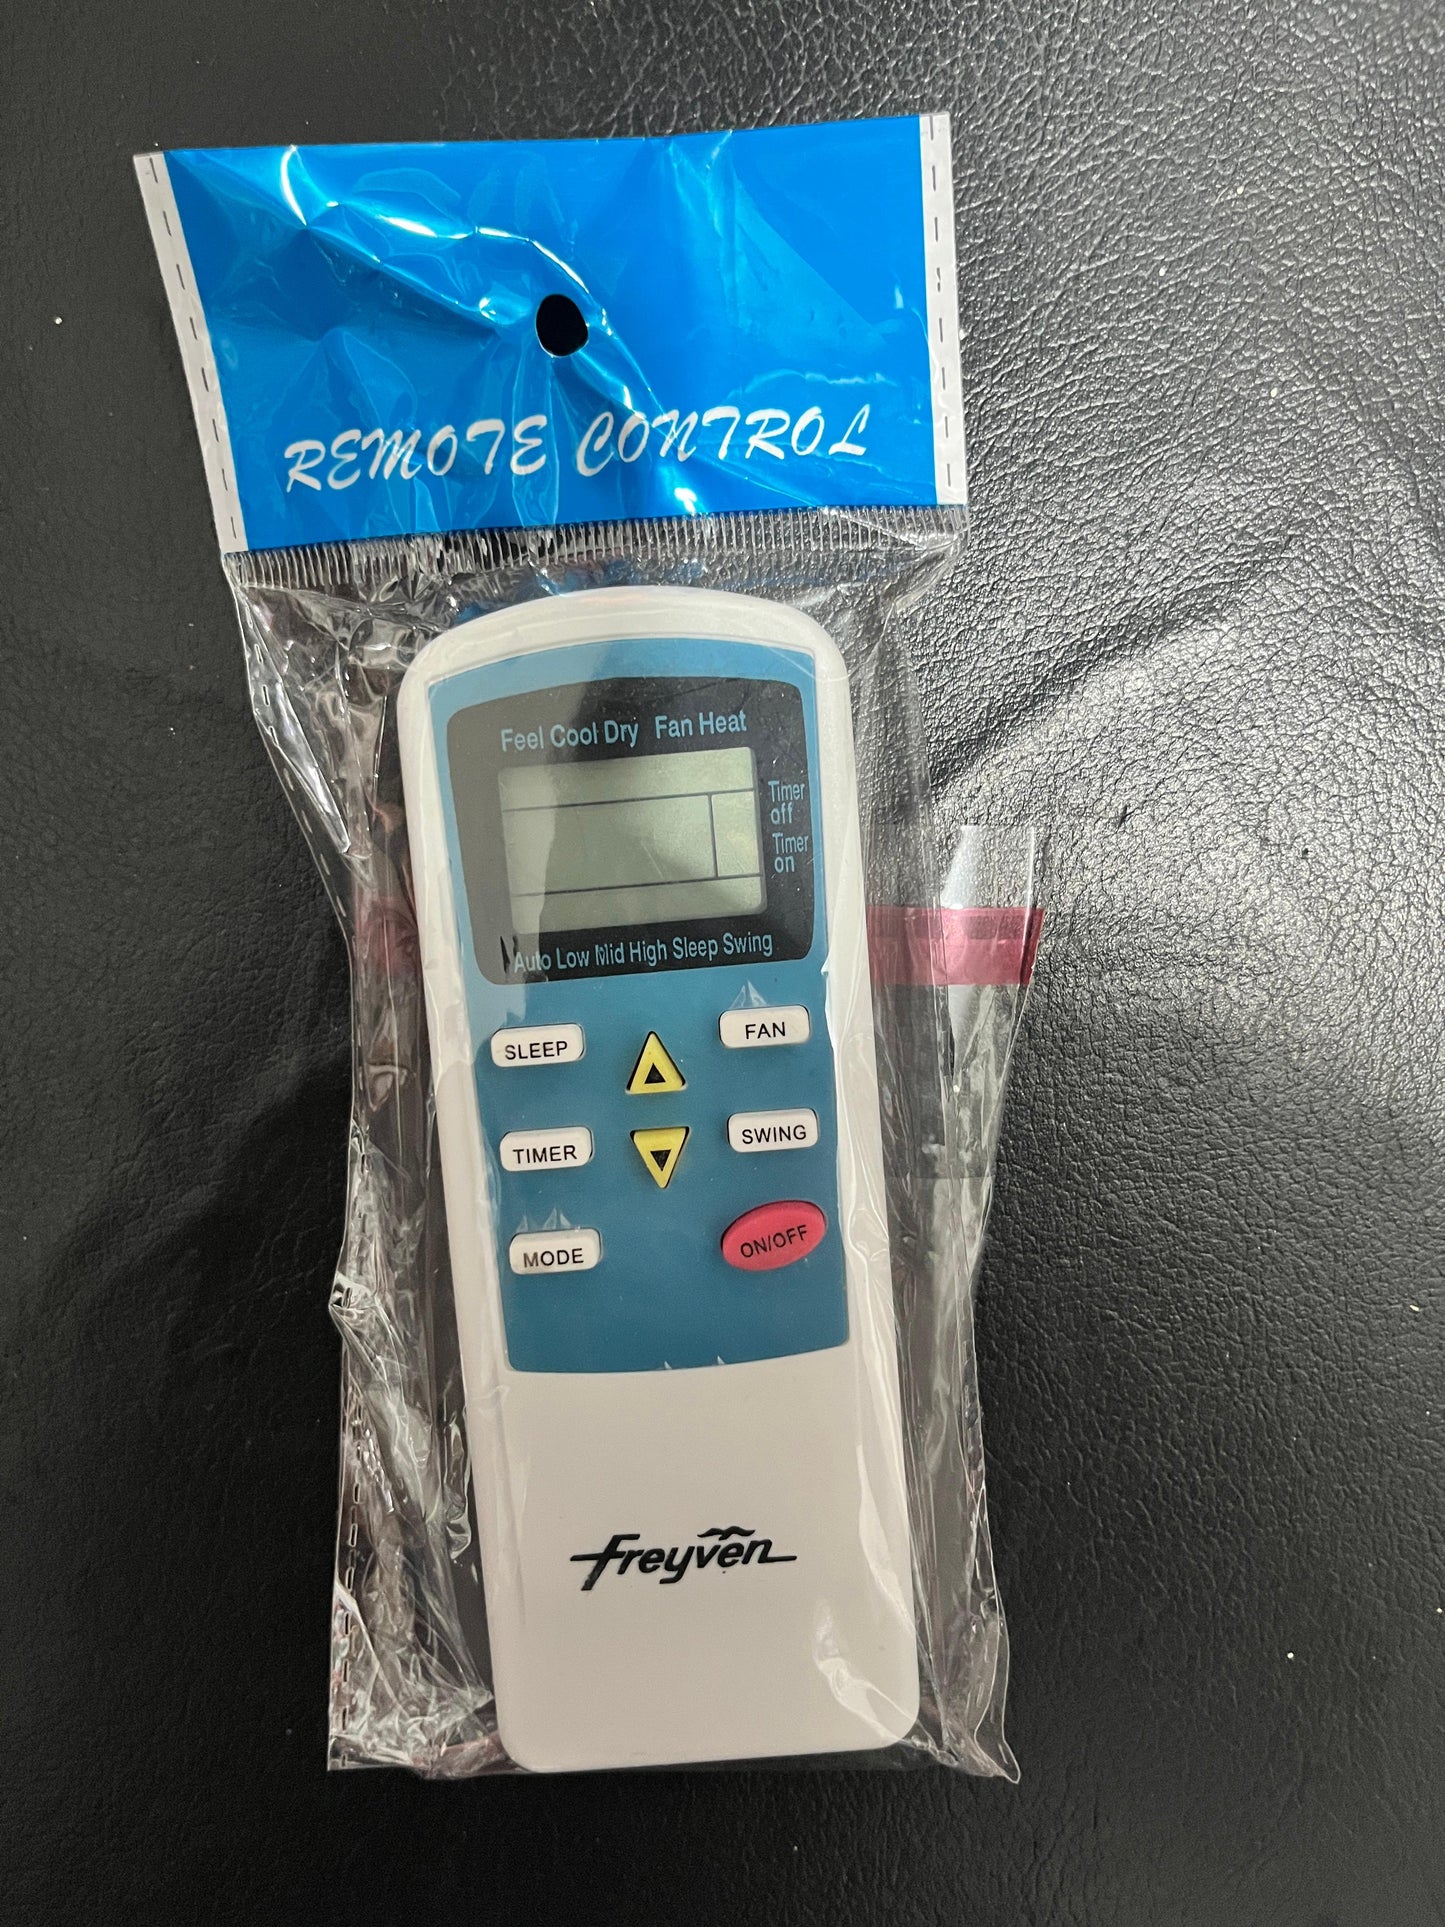 REMOTE CONTROL
Feel Cool Dry Fan Heat
Timer
off
Timer
on
Auto Low Mid High Sleep Swing
SLEEP
FAN
TIMER
SWING
MODE
ON/OFF
Freyven